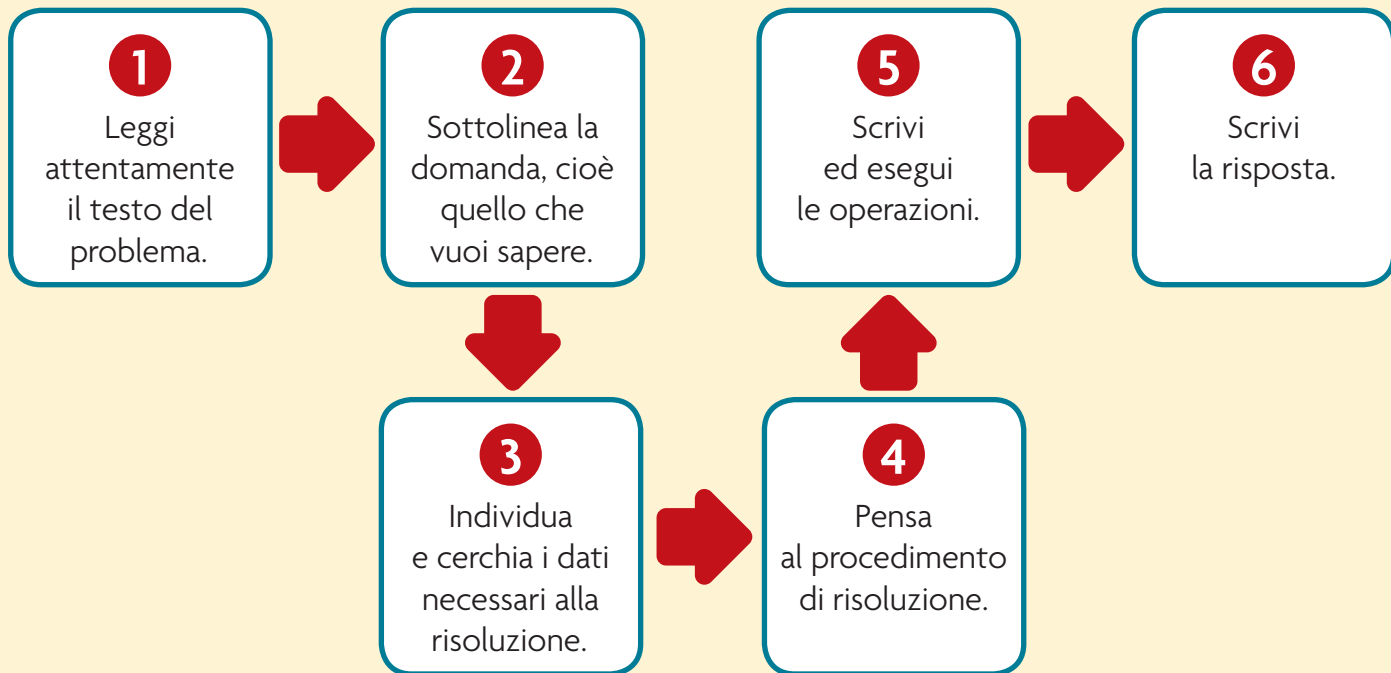 1
Leggi
attentamente
il testo del
problema.
2
Sottolinea la
domanda, cioè
quello che
vuoi sapere.
3
Individua
e cerchia i dati
necessari alla
risoluzione.
4
Pensa
al procedimento
di risoluzione.
5
Scrivi
ed esegui
le operazioni.
6
Scrivi
la risposta.